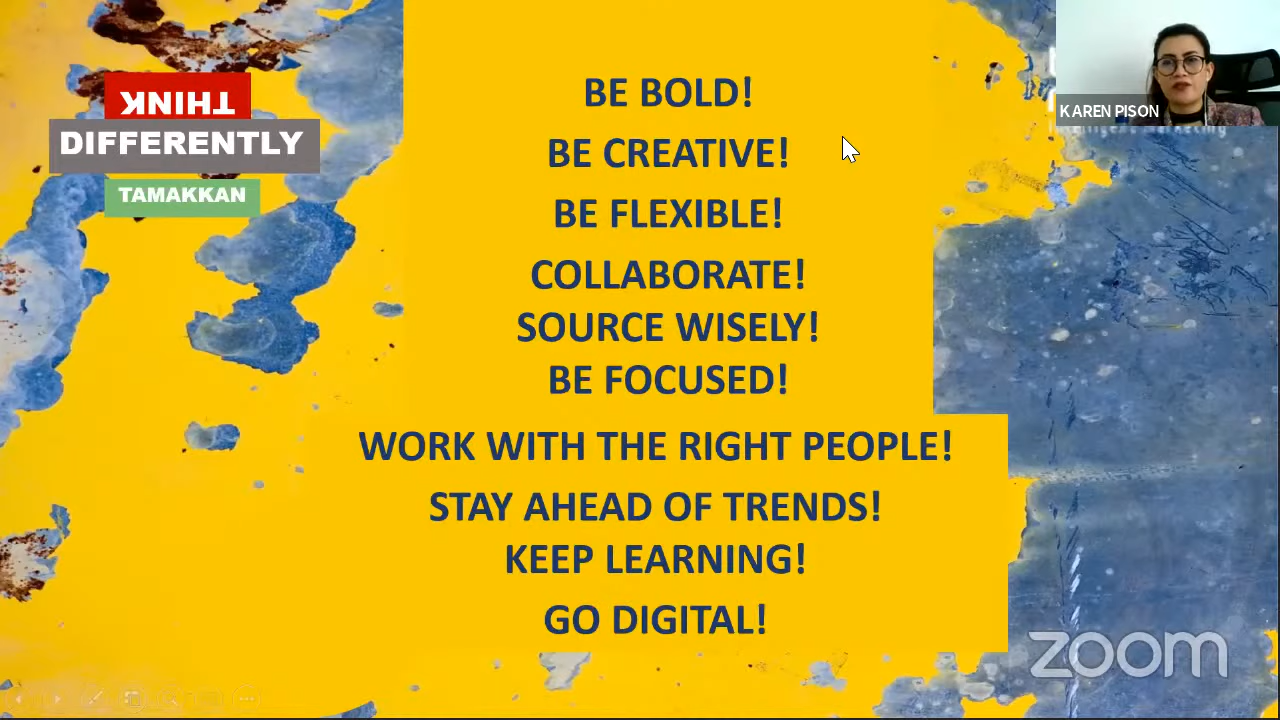 THINK
DIFFERENTLY
TAMAKKAN
BE BOLD!
BE CREATIVE!
BE FLEXIBLE!
COLLABORATE!
SOURCE WISELY!
BE FOCUSED!
WORK WITH THE RIGHT PEOPLE!
STAY AHEAD OF TRENDS!
KEEP LEARNING!
GO DIGITAL!
KAREN PISON
zoom